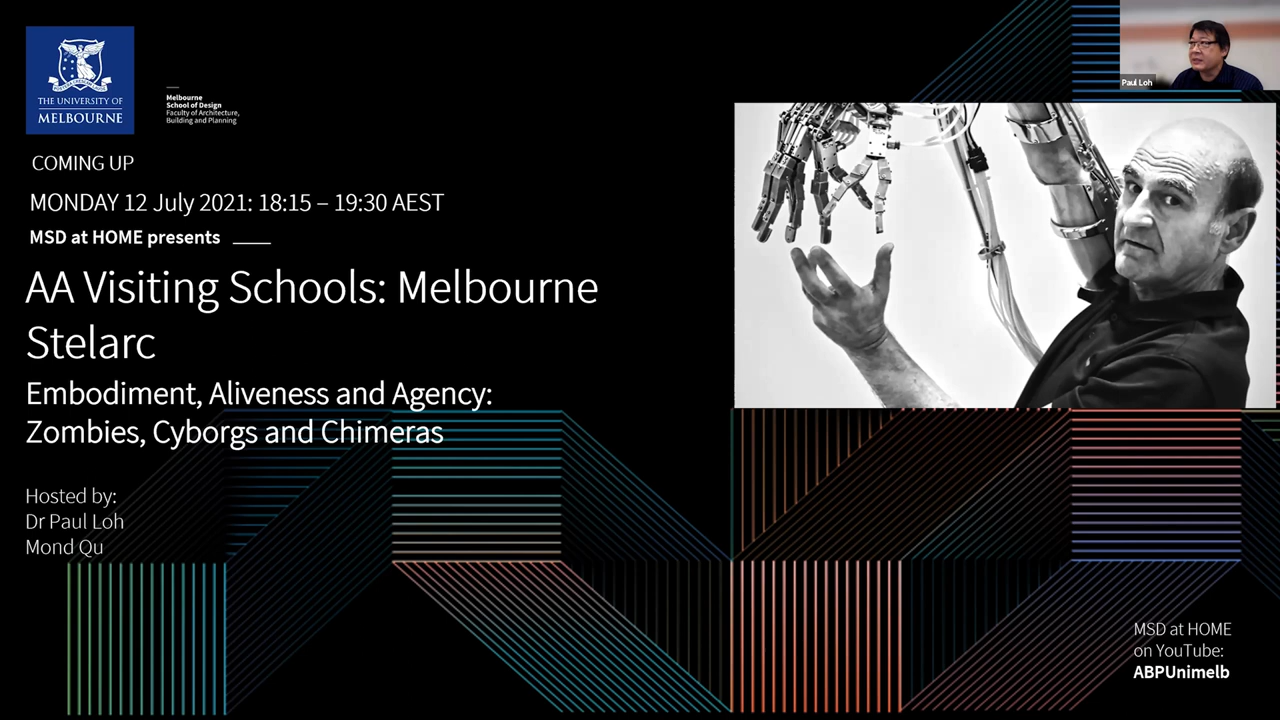 THE UNIVERSITY OF
MELBOURNE
Melbourne
School of Design
Faculty of Architecture,
Building and Planning
Paul Loh
COMING UP
MONDAY 12 July 2021: 18:15 – 19:30 AEST
MSD at HOME presents ____
AA Visiting Schools: Melbourne
Stelarc
Embodiment, Aliveness and Agency:
Zombies, Cyborgs and Chimeras
Hosted by:
Dr Paul Loh
Mond Qu
MSD at HOME
on YouTube:
ABPUnimelb